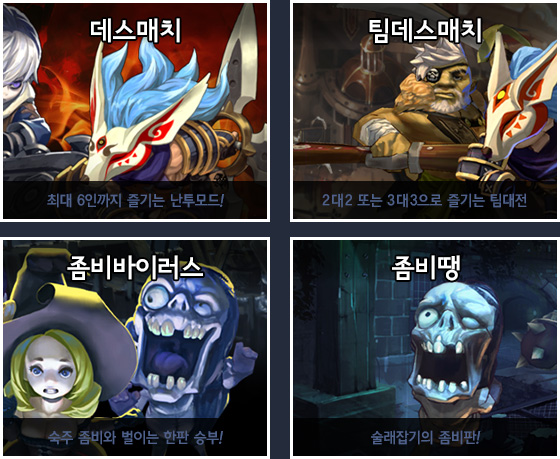 데스매치
최대 6인까지 즐기는 난투모드!
팀데스매치
2대2 또는 3대3으로 즐기는 팀대전
좀비바이러스
숙주 좀비와 벌이는 한판 승부!
좀비땡
술래잡기의 좀비판!